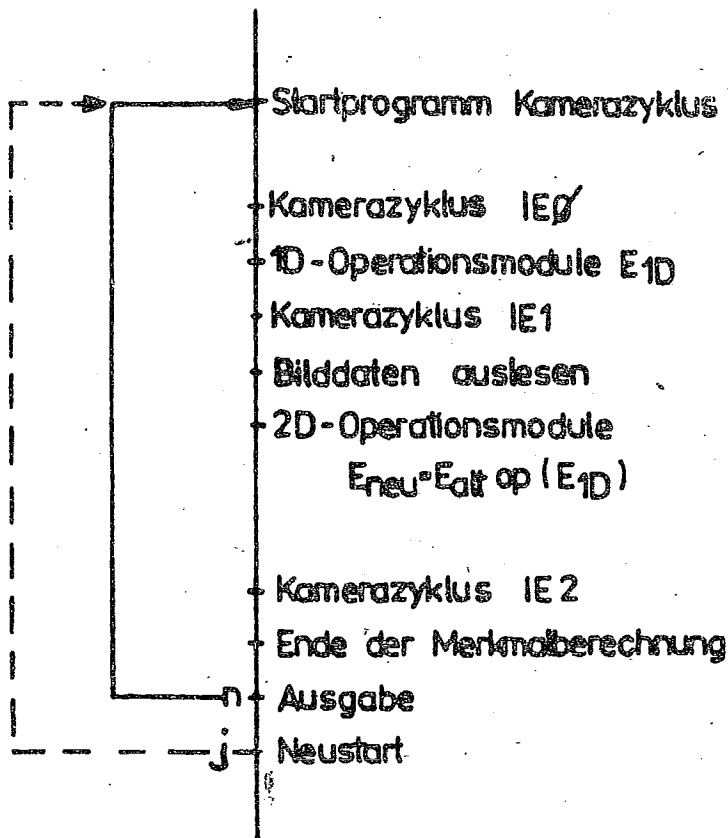 Startprogramm Kamerazyklus
Kamerazyklus IE0
1D-Operationsmodule E1D
Kamerazyklus IE1
Bilddaten auslesen
2D-Operationsmodule
Eneu=Ealt op (E1D)
Kamerazyklus IE2
Ende der Merkmalberechnung
n Ausgabe
j Neustart